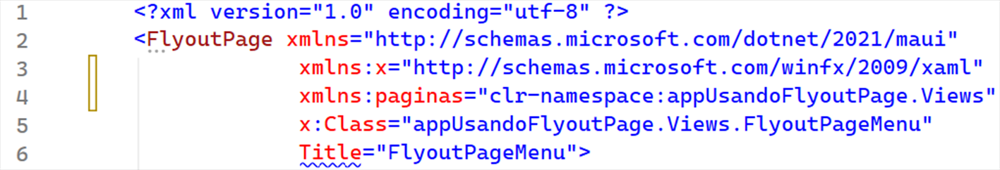 1 <?xml version="1.0" encoding="utf-8" ?>
2 <FlyoutPage xmlns="http://schemas.microsoft.com/dotnet/2021/maui"
3 xmlns:x="http://schemas.microsoft.com/winfx/2009/xaml"
4 xmlns:paginas="clr-namespace:appUsandoFlyoutPage.Views"
5 x:Class="appUsandoFlyoutPage.Views.FlyoutPageMenu"
6 Title="FlyoutPageMenu">